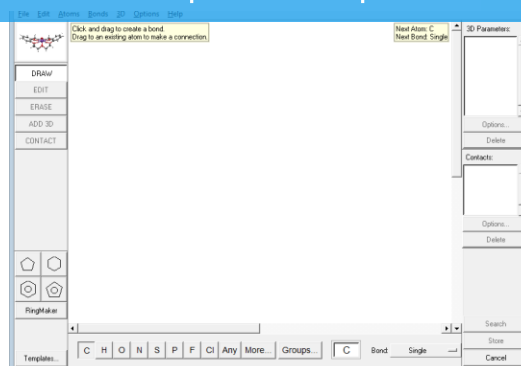 File Edit Atoms Bonds 3D Options Help
Click and drag to create a bond.
Drag to an existing atom to make a connection.
Next Atom: C
Next Bond: Single
3D Parameters:
DRAW
EDIT
ERASE
ADD 3D
CONTACT
Options...
Delete
Contacts:
Options...
Delete
RingMaker
Templates...
C H O N S P F Cl Any More... Groups... C Bond: Single
Search
Store
Cancel